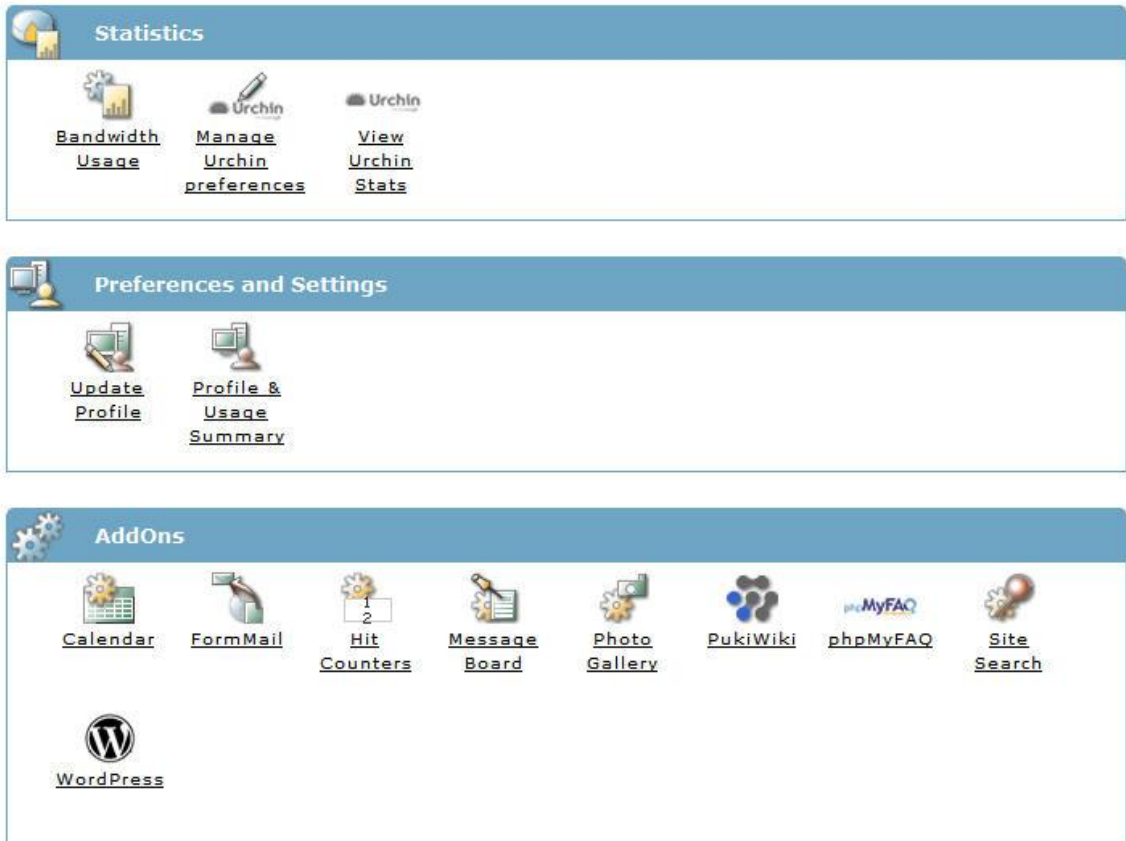 Statistics
Urchin
Urchin
Bandwidth
Usage
Manage
Urchin
preferences
View
Urchin
Stats
Preferences and Settings
Update
Profile
Profile &
Usage
Summary
AddOns
1
2
phpMyFAQ
Calendar
FormMail
Hit
Counters
Message
Board
Photo
Gallery
PukiWiki
phpMyFAQ
Site
Search
WordPress